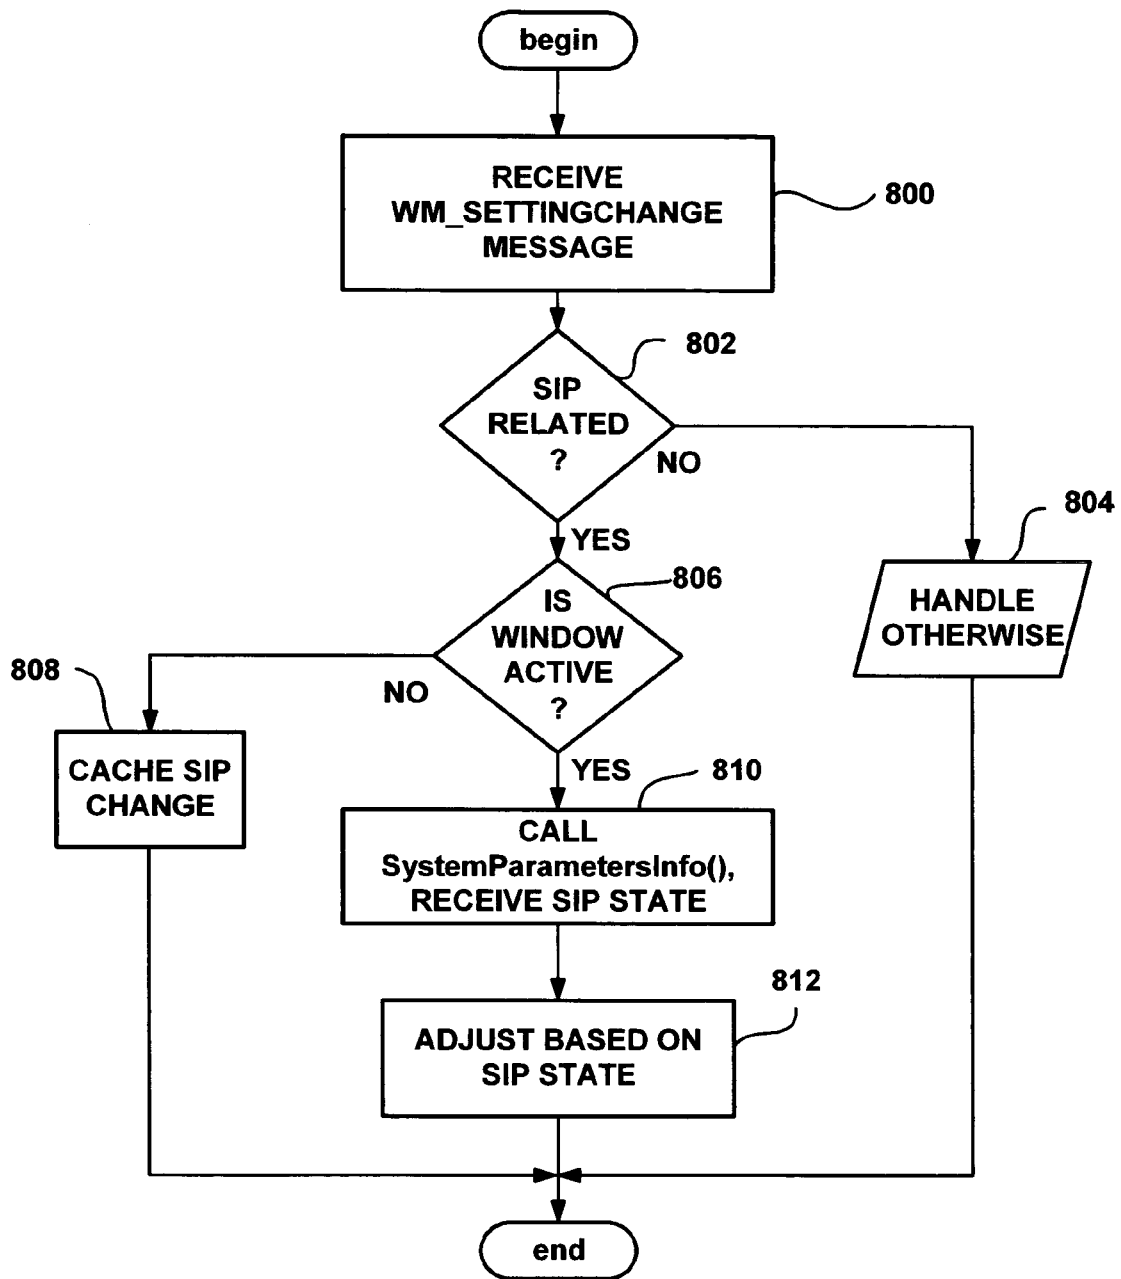 begin
RECEIVE
WM_SETTINGCHANGE
MESSAGE
800
802
SIP
RELATED
?
NO
YES
804
HANDLE
OTHERWISE
806
IS
WINDOW
ACTIVE
?
NO
YES
808
CACHE SIP
CHANGE
810
CALL
SystemParametersInfo(),
RECEIVE SIP STATE
812
ADJUST BASED ON
SIP STATE
end